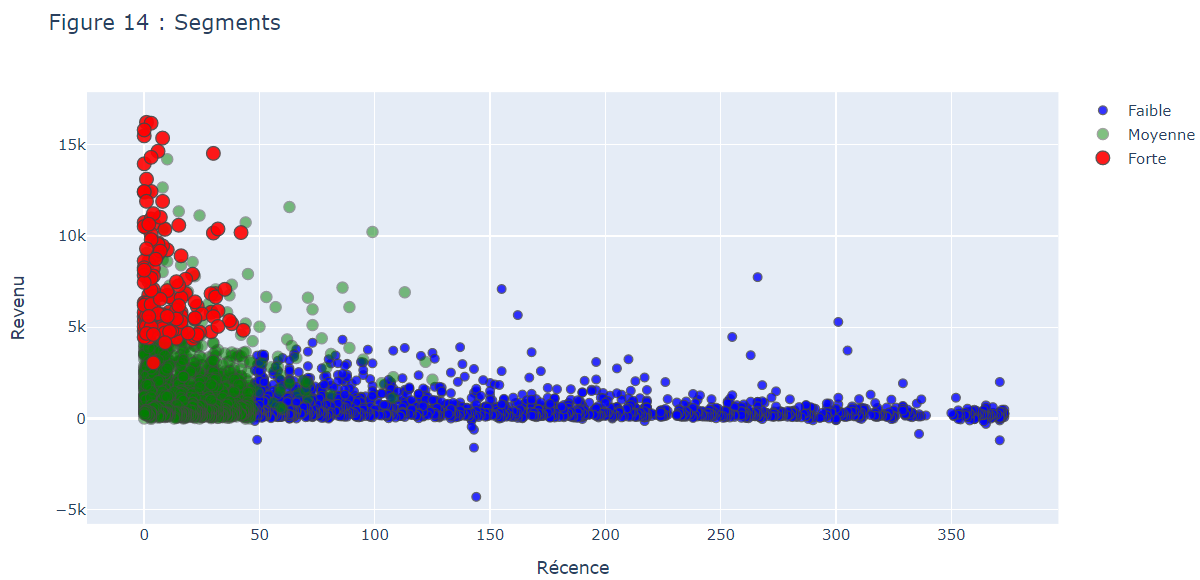 Figure 14 : Segments
Faible
Moyenne
Forte
Revenu
15k
10k
5k
0
−5k
0 50 100 150 200 250 300 350
Récence